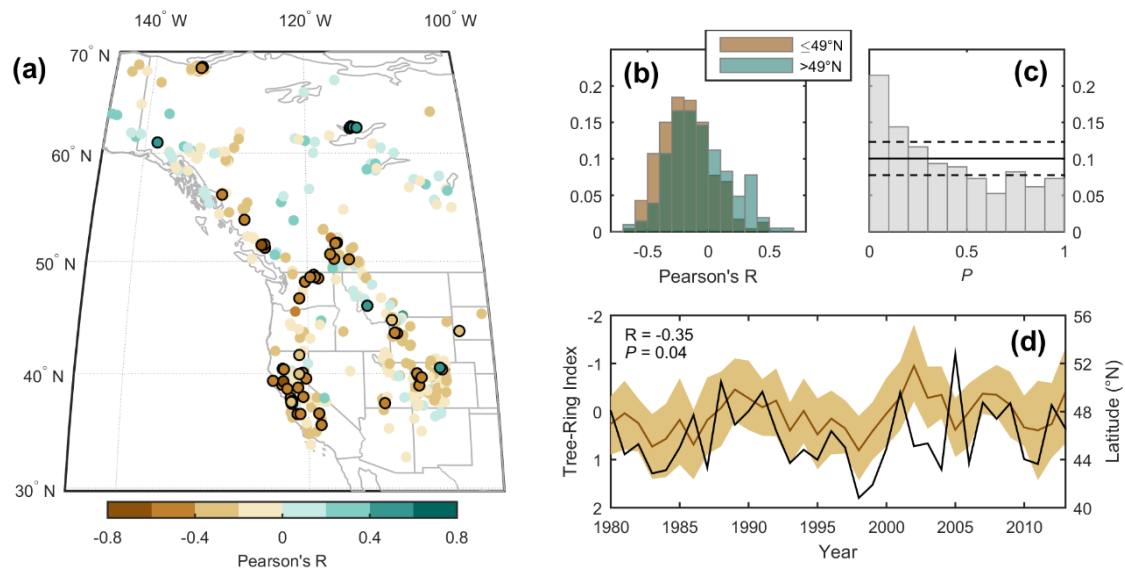 140° W
120° W
100° W
(a)
70° N
60° N
50° N
40° N
30° N
-0.8
-0.4
0
0.4
0.8
Pearson's R
≤49°N
>49°N
(b)
0.2
0.15
0.1
0.05
0
-0.5
0
0.5
Pearson's R
(c)
0.2
0.15
0.1
0.05
0
0
0.5
1
P
(d)
R = -0.35
P = 0.04
-2
-1
0
1
2
Tree-Ring Index
56
52
48
44
40
Latitude (°N)
1980
1985
1990
1995
2000
2005
2010
Year